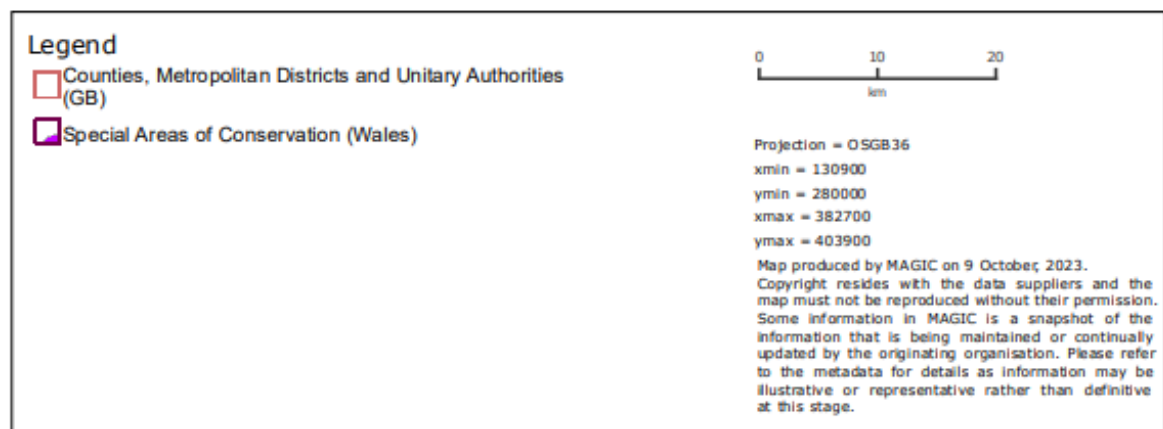 Legend
Counties, Metropolitan Districts and Unitary Authorities
(GB)
Special Areas of Conservation (Wales)
0 10 20
km
Projection = OSGB36
xmin = 130900
ymin = 280000
xmax = 382700
ymax = 403900
Map produced by MAGIC on 9 October, 2023.
Copyright resides with the data suppliers and the
map must not be reproduced without their permission.
Some information in MAGIC is a snapshot of the
information that is being maintained or continually
updated by the originating organisation. Please refer
to the metadata for details as information may be
illustrative or representative rather than definitive
at this stage.